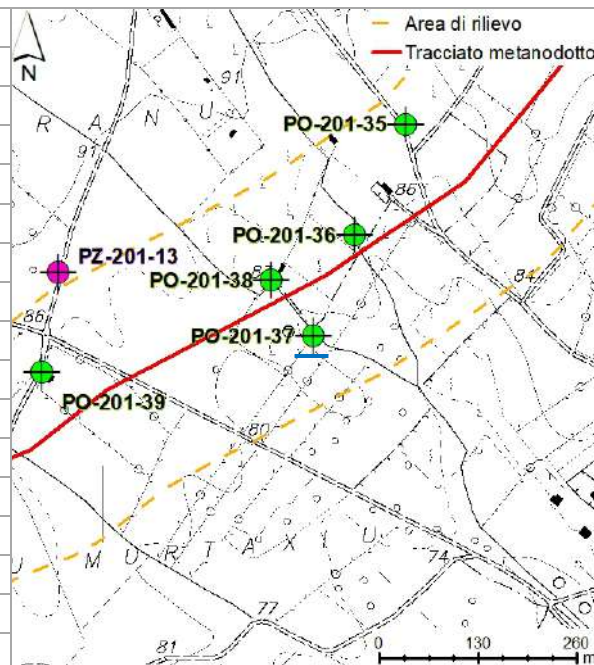 Area di rilievo
Tracciato metanodotto
N
91
R A N U
91
PO-201-35
86
PO-201-36
PZ-201-13
PO-201-38
84
86
PO-201-37
PO-201-39
80
U M U R T A X U
74
77
81
0 130 260
m